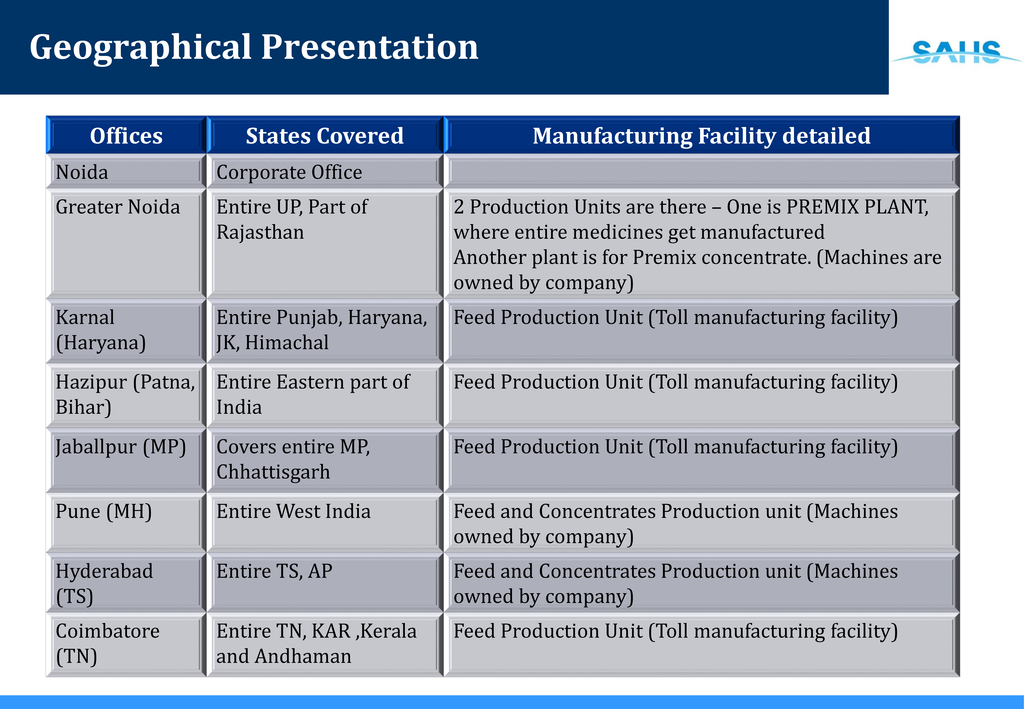 Geographical Presentation
SAHS
Offices
States Covered
Manufacturing Facility detailed
Noida
Corporate Office
Greater Noida
Entire UP, Part of
Rajasthan
2 Production Units are there – One is PREMIX PLANT,
where entire medicines get manufactured
Another plant is for Premix concentrate. (Machines are
owned by company)
Karnal
(Haryana)
Entire Punjab, Haryana,
JK, Himachal
Feed Production Unit (Toll manufacturing facility)
Hazipur (Patna,
Bihar)
Entire Eastern part of
India
Feed Production Unit (Toll manufacturing facility)
Jaballpur (MP)
Covers entire MP,
Chhattisgarh
Feed Production Unit (Toll manufacturing facility)
Pune (MH)
Entire West India
Feed and Concentrates Production unit (Machines
owned by company)
Hyderabad
(TS)
Entire TS, AP
Feed and Concentrates Production unit (Machines
owned by company)
Coimbatore
(TN)
Entire TN, KAR ,Kerala
and Andhaman
Feed Production Unit (Toll manufacturing facility)